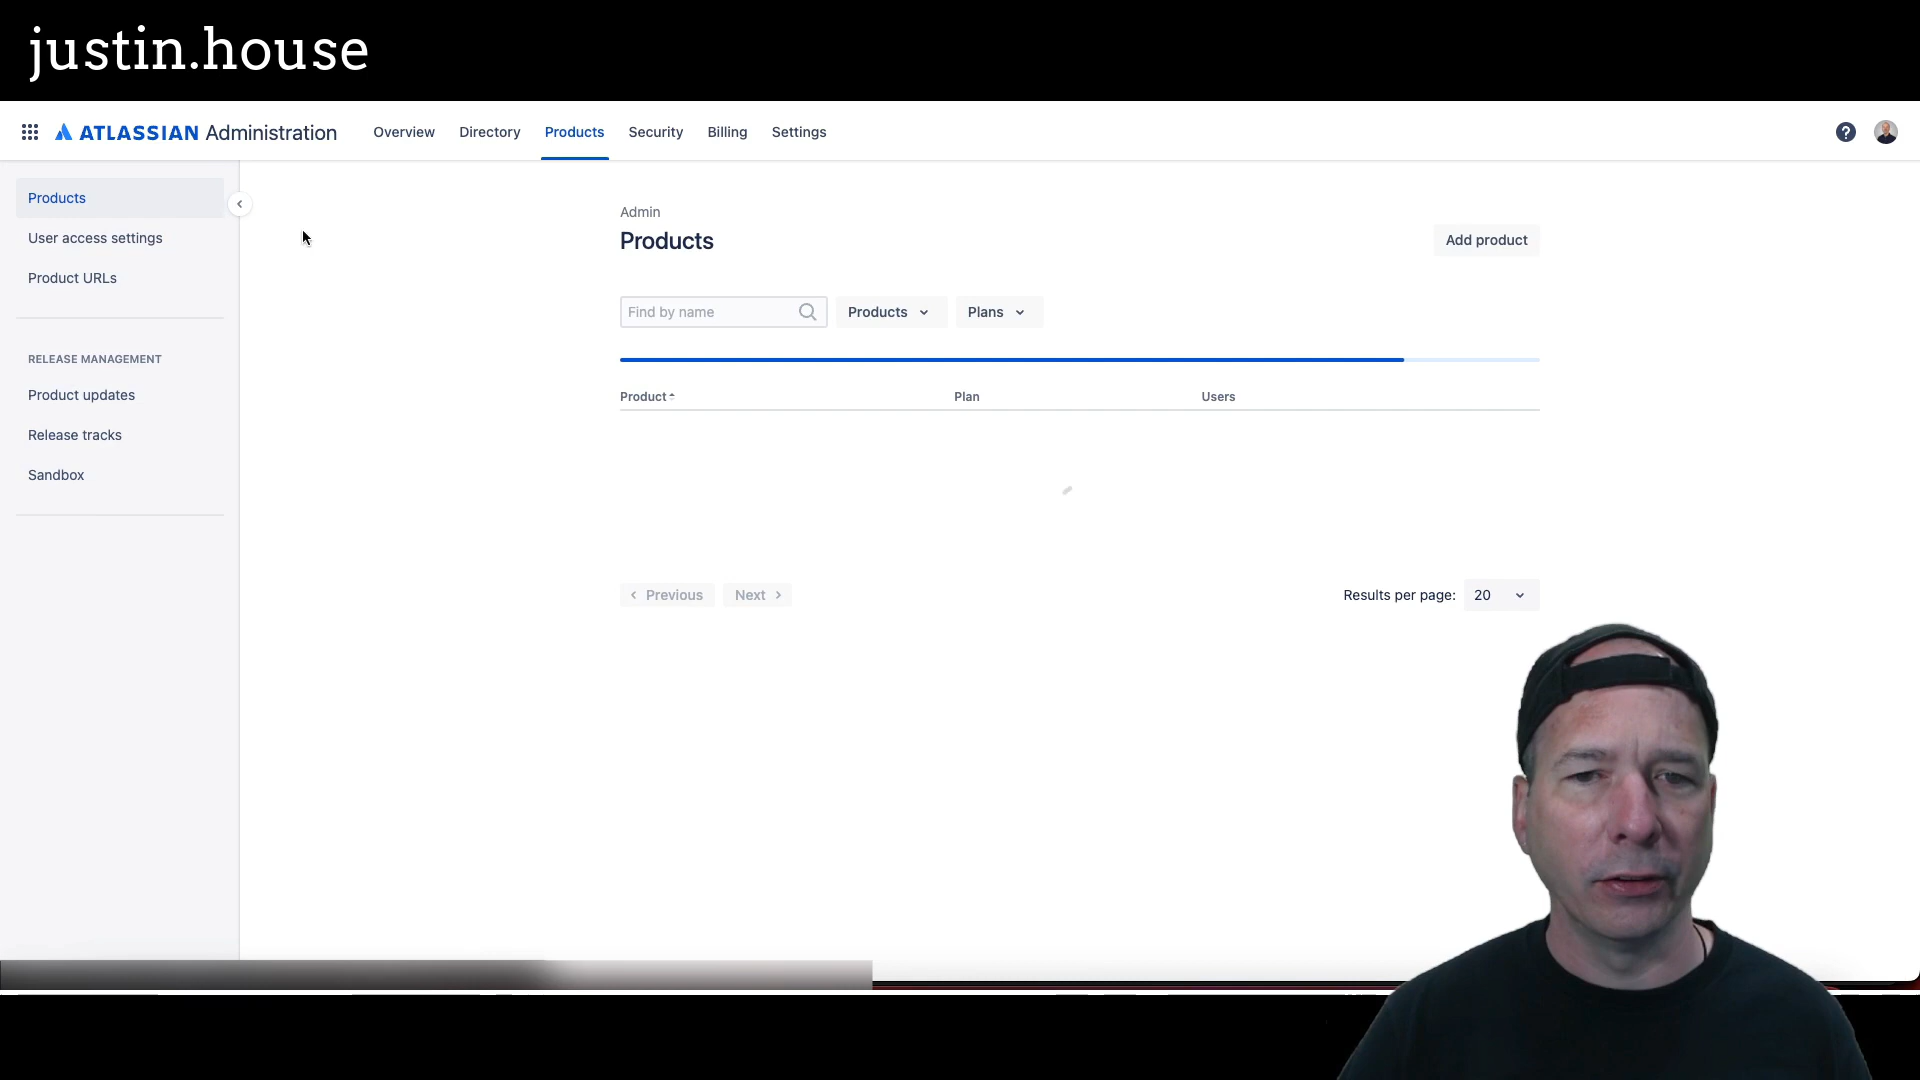 justin.house
ATLASSIAN Administration
Overview
Directory
Products
Security
Billing
Settings
?
Products
User access settings
Product URLs
RELEASE MANAGEMENT
Product updates
Release tracks
Sandbox
Admin
Products
Add product
Find by name
Products
Plans
Product
Plan
Users
Previous
Next
Results per page:
20